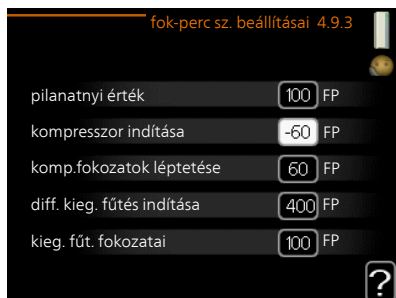 fok-perc sz. beállításai 4.9.3
pilanatnyi érték 100 FP
kompresszor indítása -60 FP
komp.fokozatok léptetése 60 FP
diff. kieg. fűtés indítása 400 FP
kieg. fűt. fokozatai 100 FP
?